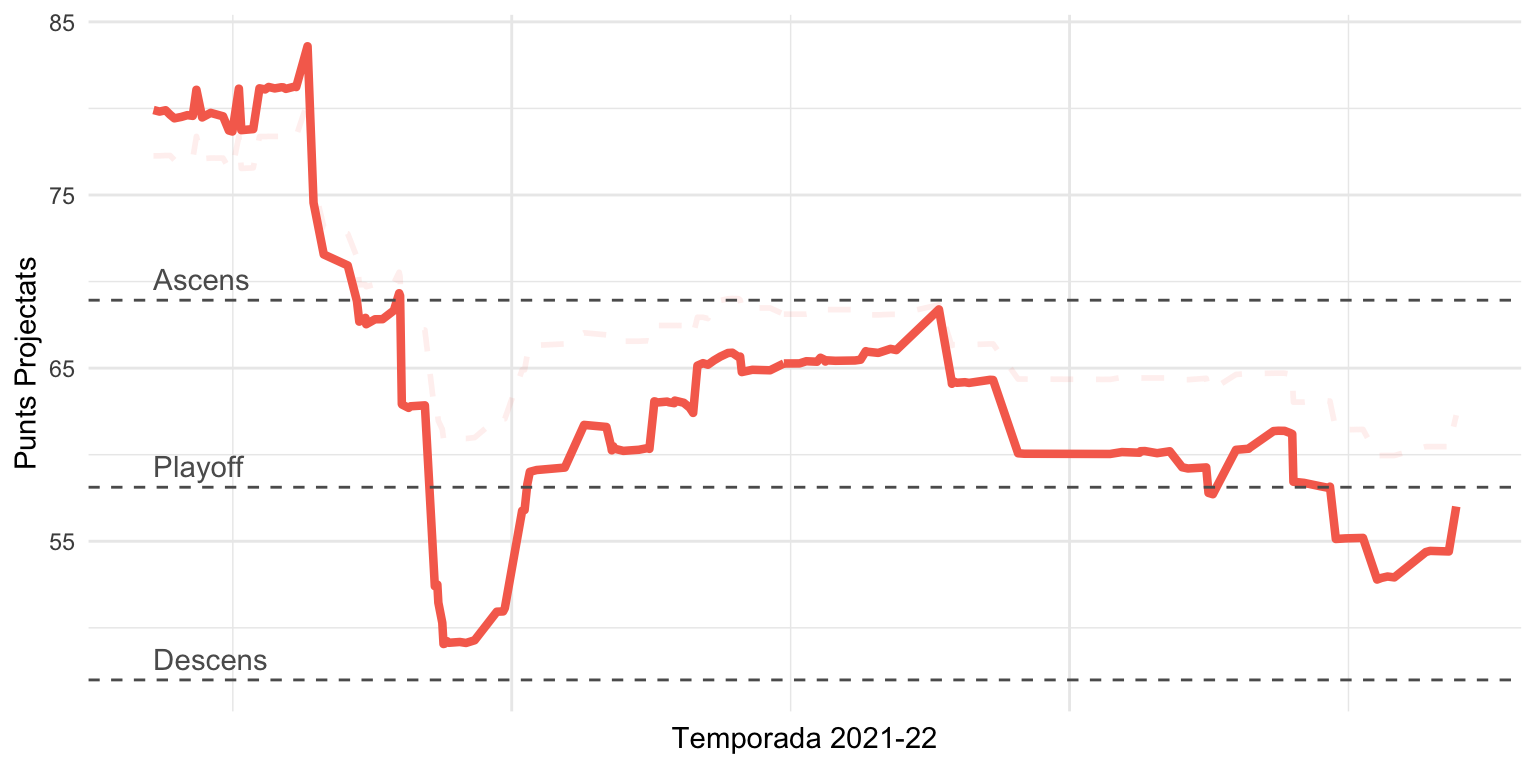 85
75
65
55
Punts Projectats
Ascens
Playoff
Descens
Temporada 2021-22